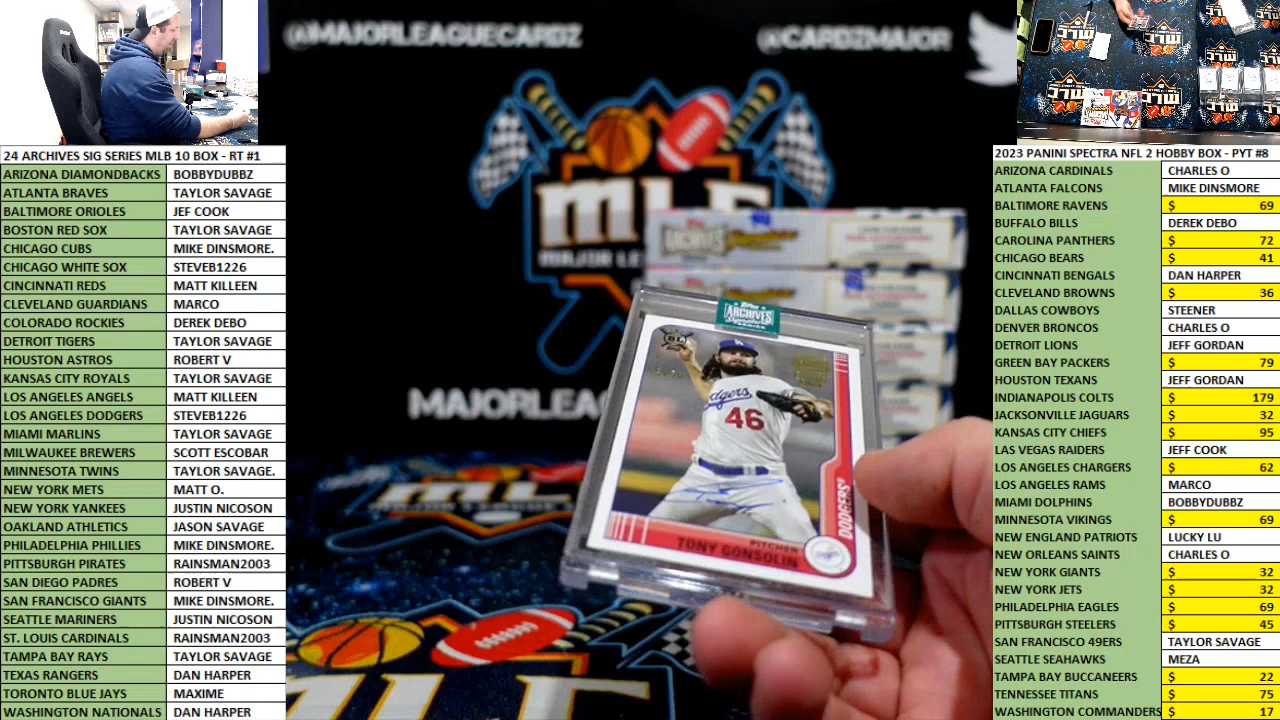 @MAJORLEAGUECARDZ
@CARDZMAJOR
24 ARCHIVES SIG SERIES MLB 10 BOX - RT #1
ARIZONA DIAMONDBACKS BOBBYDUBBZ
ATLANTA BRAVES TAYLOR SAVAGE
BALTIMORE ORIOLES JEF COOK
BOSTON RED SOX TAYLOR SAVAGE
CHICAGO CUBS MIKE DINSMORE.
CHICAGO WHITE SOX STEVEB1226
CINCINNATI REDS MATT KILLEEN
CLEVELAND GUARDIANS MARCO
COLORADO ROCKIES DEREK DEBO
DETROIT TIGERS TAYLOR SAVAGE
HOUSTON ASTROS ROBERT V
KANSAS CITY ROYALS TAYLOR SAVAGE
LOS ANGELES ANGELS MATT KILLEEN
LOS ANGELES DODGERS STEVEB1226
MIAMI MARLINS TAYLOR SAVAGE
MILWAUKEE BREWERS SCOTT ESCOBAR
MINNESOTA TWINS TAYLOR SAVAGE.
NEW YORK METS MATT O.
NEW YORK YANKEES JUSTIN NICOSON
OAKLAND ATHLETICS JASON SAVAGE
PHILADELPHIA PHILLIES MIKE DINSMORE.
PITTSBURGH PIRATES RAINSMAN2003
SAN DIEGO PADRES ROBERT V
SAN FRANCISCO GIANTS MIKE DINSMORE.
SEATTLE MARINERS JUSTIN NICOSON
ST. LOUIS CARDINALS RAINSMAN2003
TAMPA BAY RAYS TAYLOR SAVAGE
TEXAS RANGERS DAN HARPER
TORONTO BLUE JAYS MAXIME
WASHINGTON NATIONALS DAN HARPER
MAJOR LE
MAJORLEAG
topps
ARCHIVES
Signature
SERIES
BL
Dodgers
46
DODGERS
PITCHER
TONY GONSOLIN
2023 PANINI SPECTRA NFL 2 HOBBY BOX - PYT #8
ARIZONA CARDINALS CHARLES O
ATLANTA FALCONS MIKE DINSMORE
BALTIMORE RAVENS $ 69
BUFFALO BILLS DEREK DEBO
CAROLINA PANTHERS $ 72
CHICAGO BEARS $ 41
CINCINNATI BENGALS DAN HARPER
CLEVELAND BROWNS $ 36
DALLAS COWBOYS STEENER
DENVER BRONCOS CHARLES O
DETROIT LIONS JEFF GORDAN
GREEN BAY PACKERS $ 79
HOUSTON TEXANS JEFF GORDAN
INDIANAPOLIS COLTS $ 179
JACKSONVILLE JAGUARS $ 32
KANSAS CITY CHIEFS $ 95
LAS VEGAS RAIDERS JEFF COOK
LOS ANGELES CHARGERS $ 62
LOS ANGELES RAMS MARCO
MIAMI DOLPHINS BOBBYDUBBZ
MINNESOTA VIKINGS $ 69
NEW ENGLAND PATRIOTS LUCKY LU
NEW ORLEANS SAINTS CHARLES O
NEW YORK GIANTS $ 32
NEW YORK JETS $ 32
PHILADELPHIA EAGLES $ 69
PITTSBURGH STEELERS $ 45
SAN FRANCISCO 49ERS TAYLOR SAVAGE
SEATTLE SEAHAWKS MEZA
TAMPA BAY BUCCANEERS $ 22
TENNESSEE TITANS $ 75
WASHINGTON COMMANDERS $ 17